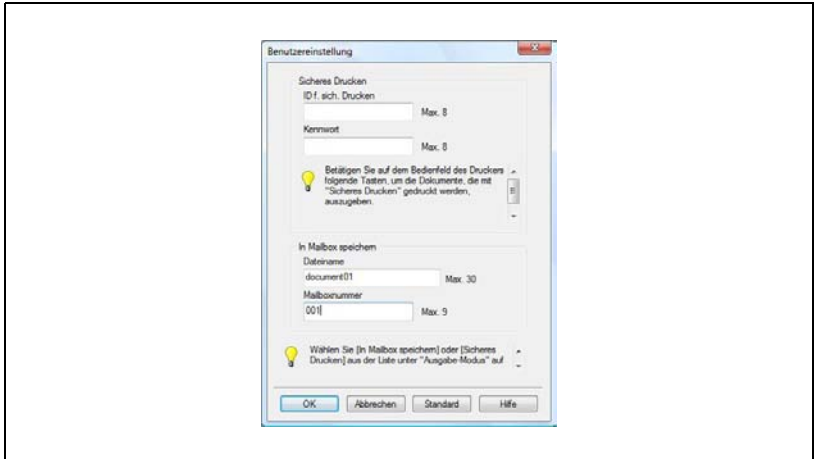 Benutzereinstellung
Sicheres Drucken
ID f. sich. Drucken
Max. 8
Kennwort
Max. 8
Betätigen Sie auf dem Bedienfeld des Druckers
folgende Tasten, um die Dokumente, die mit
"Sicheres Drucken" gedruckt werden,
auszugeben.
In Mailbox speichern
Dateiname
document01 Max. 30
Mailboxnummer
001 Max. 9
Wählen Sie [In Mailbox speichern] oder [Sicheres
Drucken] aus der Liste unter "Ausgabe-Modus" auf
OK Abbrechen Standard Hilfe